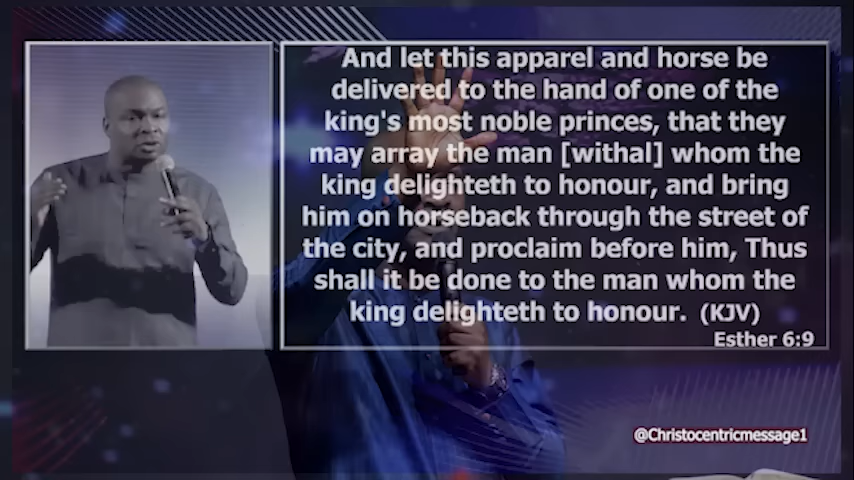 And let this apparel and horse be
delivered to the hand of one of the
king's most noble princes, that they
may array the man [withal] whom the
king delighteth to honour, and bring
him on horseback through the street of
the city, and proclaim before him, Thus
shall it be done to the man whom the
king delighteth to honour. (KJV)
Esther 6:9
@Christocentricmessage1